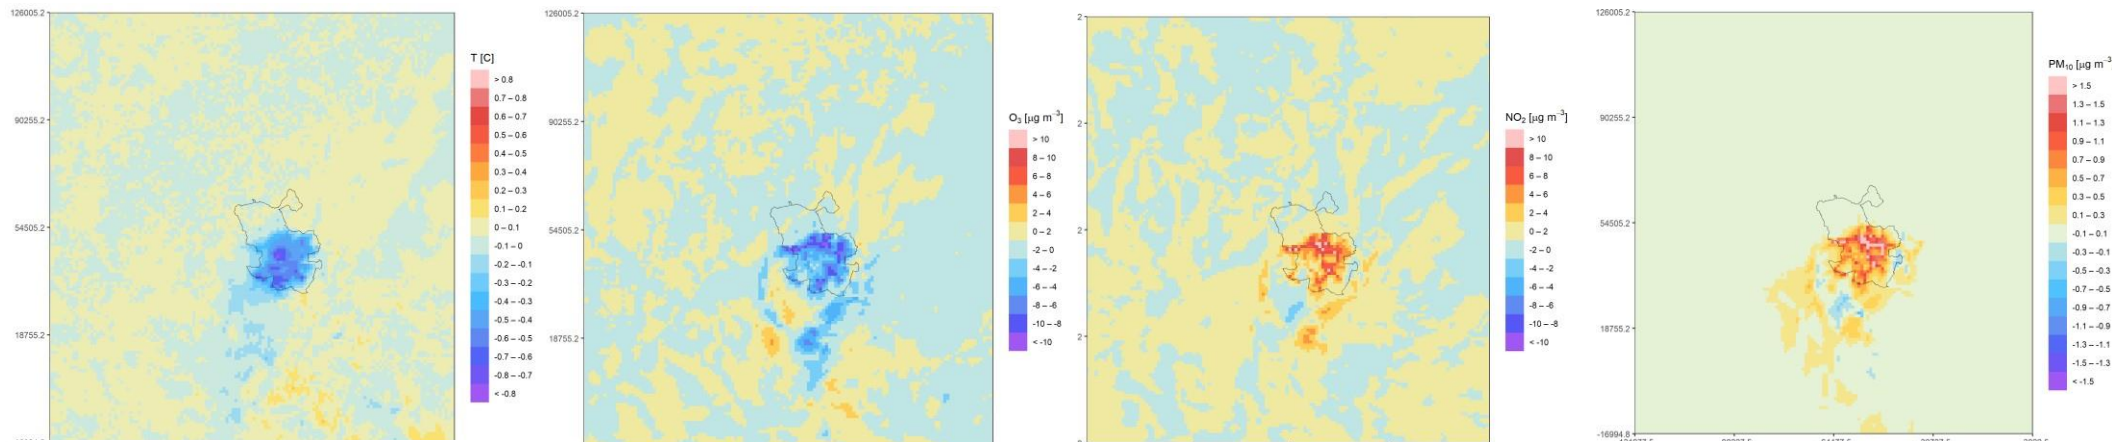 126005.2
90255.2
54505.2
18755.2
T [C]
> 0.8
0.7 – 0.8
0.6 – 0.7
0.5 – 0.6
0.4 – 0.5
0.3 – 0.4
0.2 – 0.3
0.1 – 0.2
0 – 0.1
-0.1 – 0
-0.2 – -0.1
-0.3 – -0.2
-0.4 – -0.3
-0.5 – -0.4
-0.6 – -0.5
-0.7 – -0.6
-0.8 – -0.7
< -0.8
126005.2
90255.2
54505.2
18755.2
O₃ [µg m⁻³]
> 10
8 – 10
6 – 8
4 – 6
2 – 4
0 – 2
-2 – 0
-4 – -2
-6 – -4
-8 – -6
-10 – -8
< -10
2
2
2
2
NO₂ [µg m⁻³]
> 10
8 – 10
6 – 8
4 – 6
2 – 4
0 – 2
-2 – 0
-4 – -2
-6 – -4
-8 – -6
-10 – -8
< -10
126005.2
90255.2
54505.2
18755.2
-16994.8
PM₁₀ [µg m⁻³
> 1.5
1.3 – 1.5
1.1 – 1.3
0.9 – 1.1
0.7 – 0.9
0.5 – 0.7
0.3 – 0.5
0.1 – 0.3
-0.1 – 0.1
-0.3 – -0.1
-0.5 – -0.3
-0.7 – -0.5
-0.9 – -0.7
-1.1 – -0.9
-1.3 – -1.1
-1.5 – -1.3
< -1.5